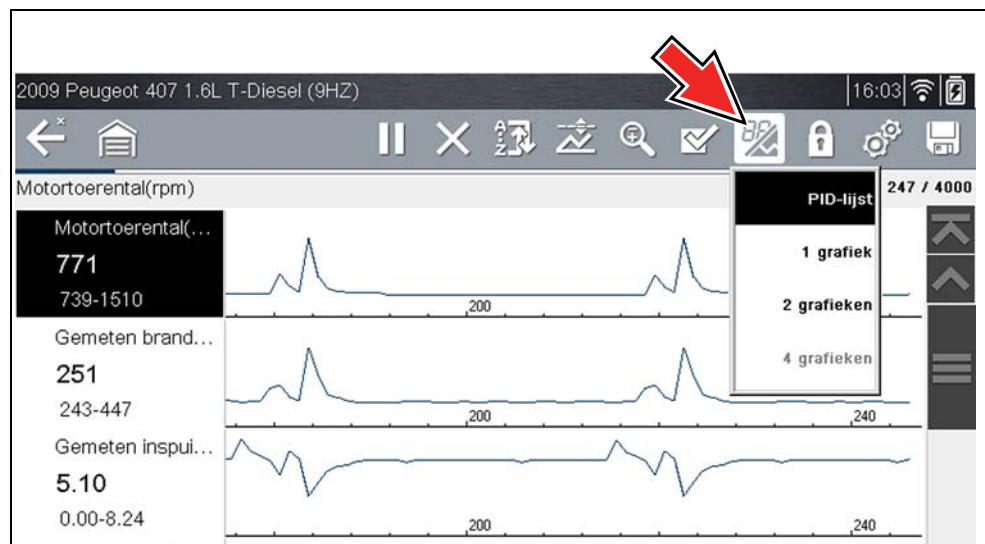 2009 Peugeot 407 1.6L T-Diesel (9HZ)
16:03
Motortoerental(rpm)
247 / 4000
PID-lijst
1 grafiek
2 grafieken
4 grafieken
Motortoerental(...
771
739-1510
200
Gemeten brand...
251
243-447
200
240
Gemeten inspui...
5.10
0.00-8.24
200
240